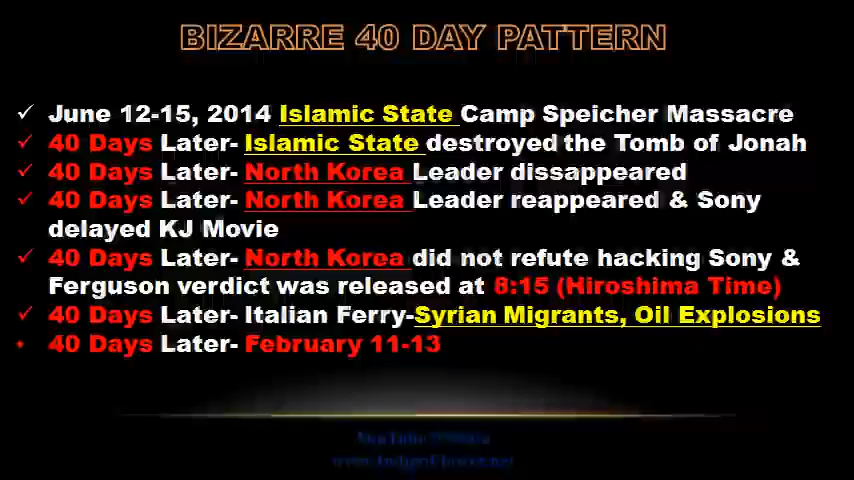 BIZARRE 40 DAY PATTERN
✓ June 12-15, 2014 Islamic State Camp Speicher Massacre
✓ 40 Days Later- Islamic State destroyed the Tomb of Jonah
✓ 40 Days Later- North Korea Leader dissappeared
✓ 40 Days Later- North Korea Leader reappeared & Sony
delayed KJ Movie
✓ 40 Days Later- North Korea did not refute hacking Sony &
Ferguson verdict was released at 8:15 (Hiroshima Time)
✓ 40 Days Later- Italian Ferry-Syrian Migrants, Oil Explosions
• 40 Days Later- February 11-13